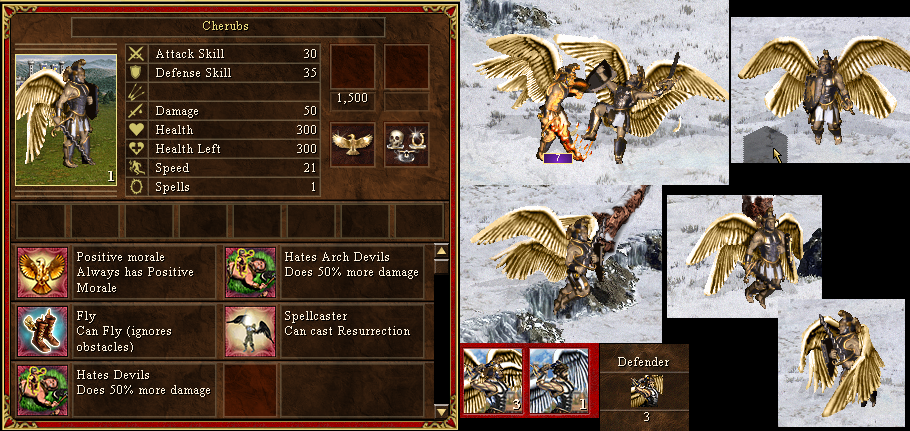 Cherubs
Attack Skill 30
Defense Skill 35
Damage 50
Health 300
Health Left 300
Speed 21
Spells 1
1,500
1
Positive morale
Always has Positive
Morale
Hates Arch Devils
Does 50% more damage
Fly
Can Fly (ignores
obstacles)
Spellcaster
Can cast Resurrection
Hates Devils
Does 50% more damage
7
3
1
Defender
3